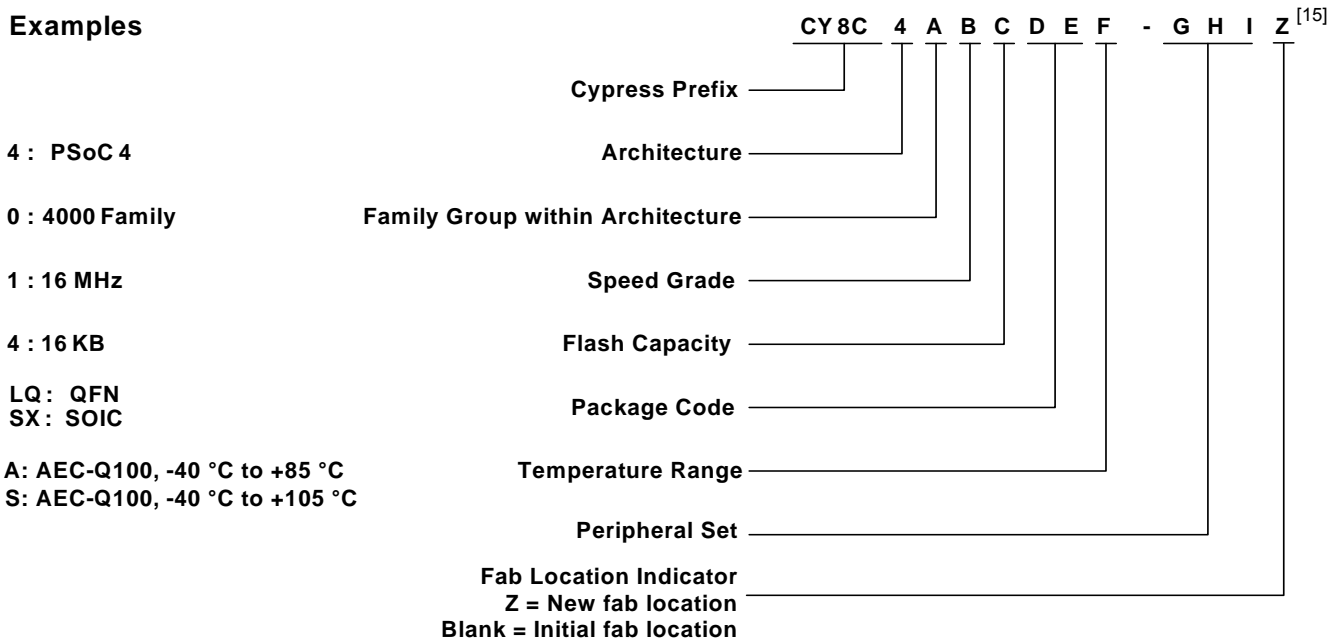 Examples
CY8C 4 A B C D E F - G H I Z [15]
Cypress Prefix
4 : PSoC 4
Architecture
0 : 4000 Family
Family Group within Architecture
1 : 16 MHz
Speed Grade
4 : 16 KB
Flash Capacity
LQ : QFN
SX : SOIC
Package Code
A: AEC-Q100, -40 °C to +85 °C
S: AEC-Q100, -40 °C to +105 °C
Temperature Range
Peripheral Set
Fab Location Indicator
Z = New fab location
Blank = Initial fab location